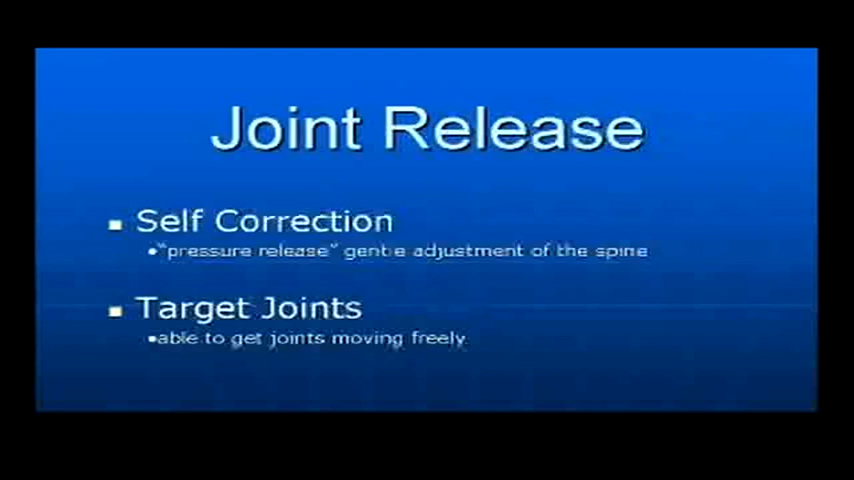 Joint Release
Self Correction
"pressure release" gentle adjustment of the spine
Target Joints
able to get joints moving freely